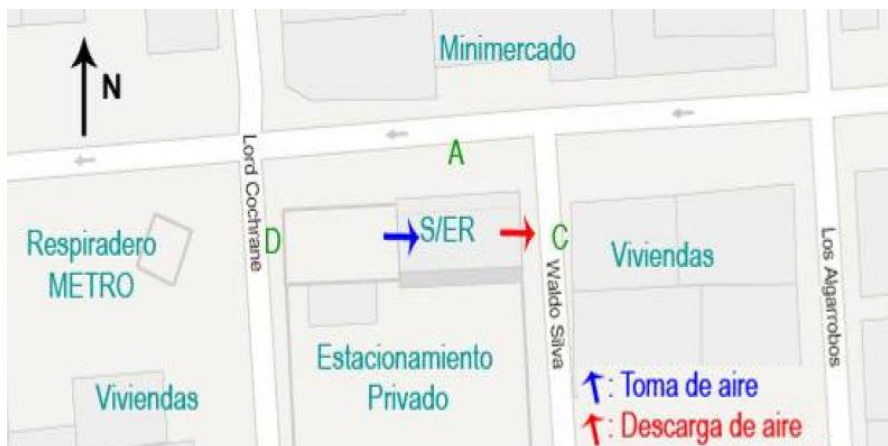 Minimercado
N
Lord Cochrane
A
Respiradero
METRO
D
S/ER
C
Waldo Silva
Viviendas
Los Algarrobos
Estacionamiento
Privado
Viviendas
: Toma de aire
: Descarga de aire